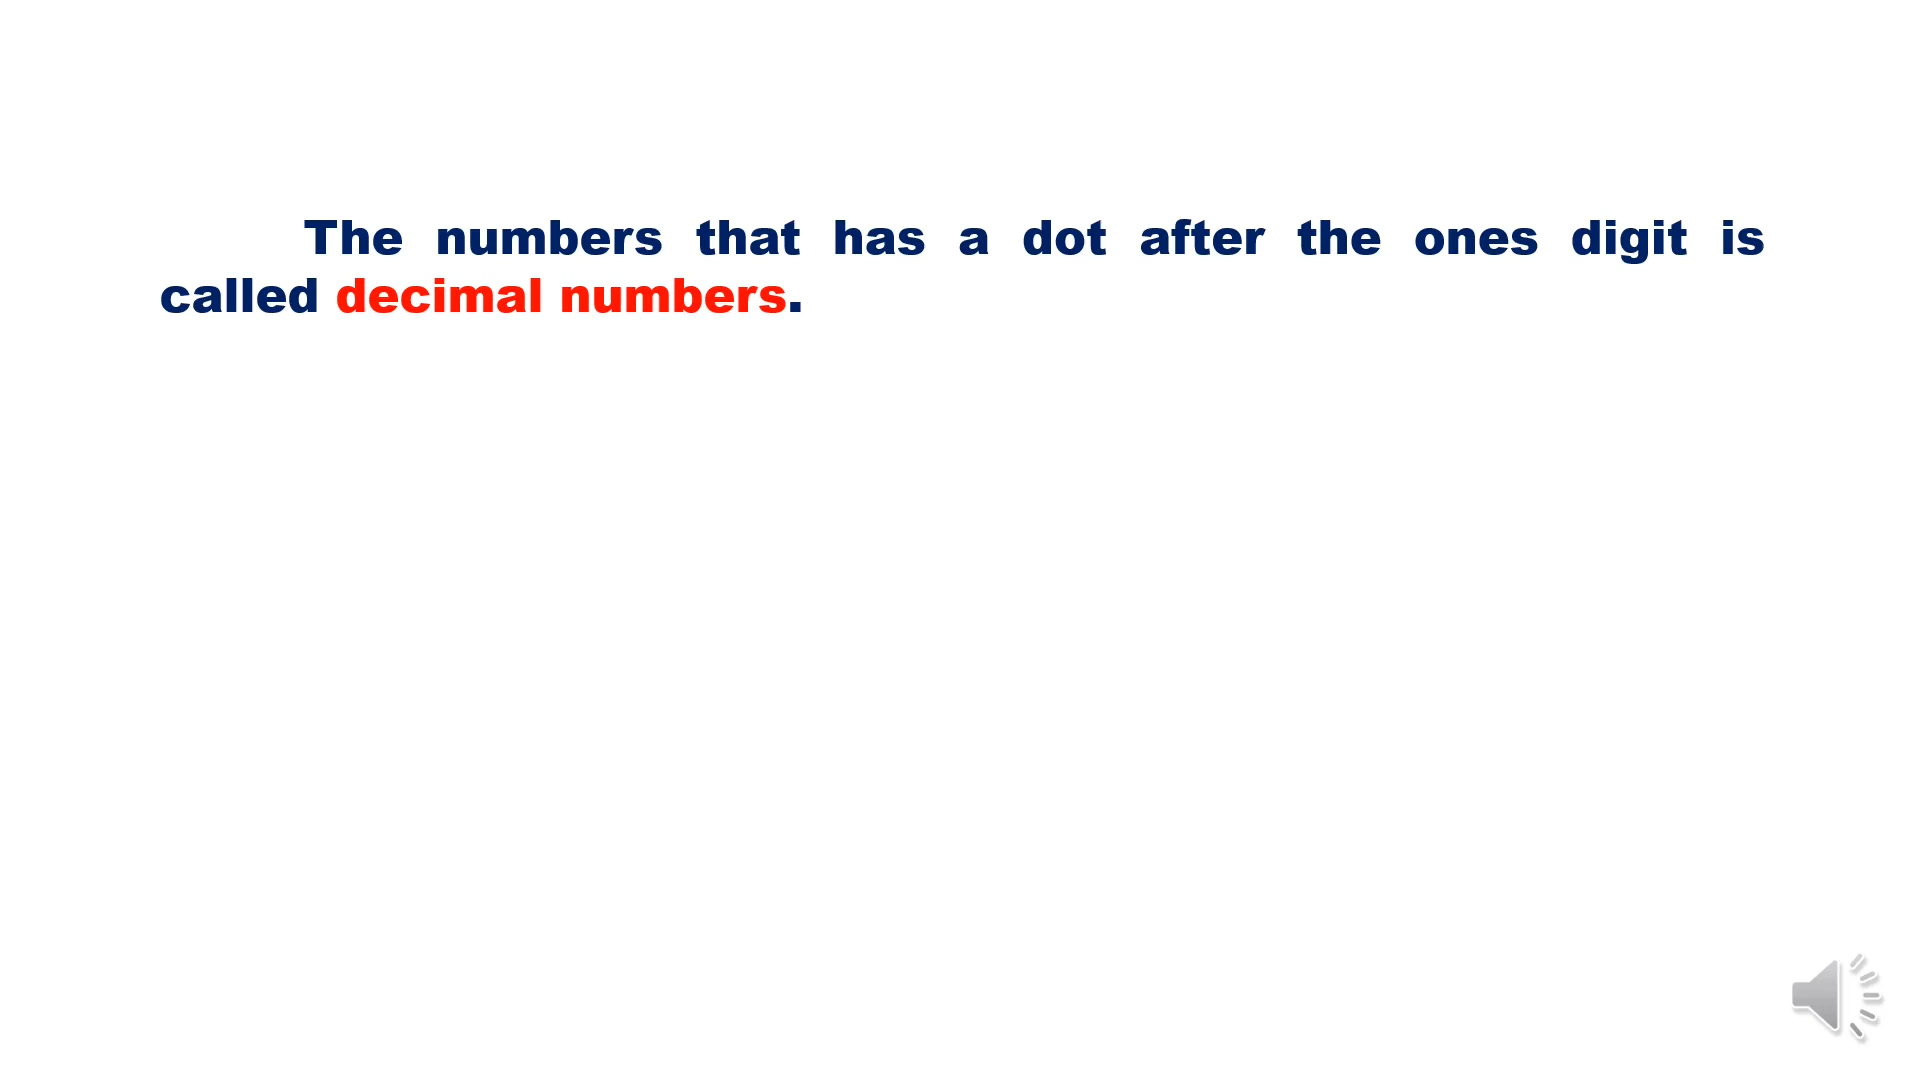 The numbers that has a dot after the ones digit is
called decimal numbers.